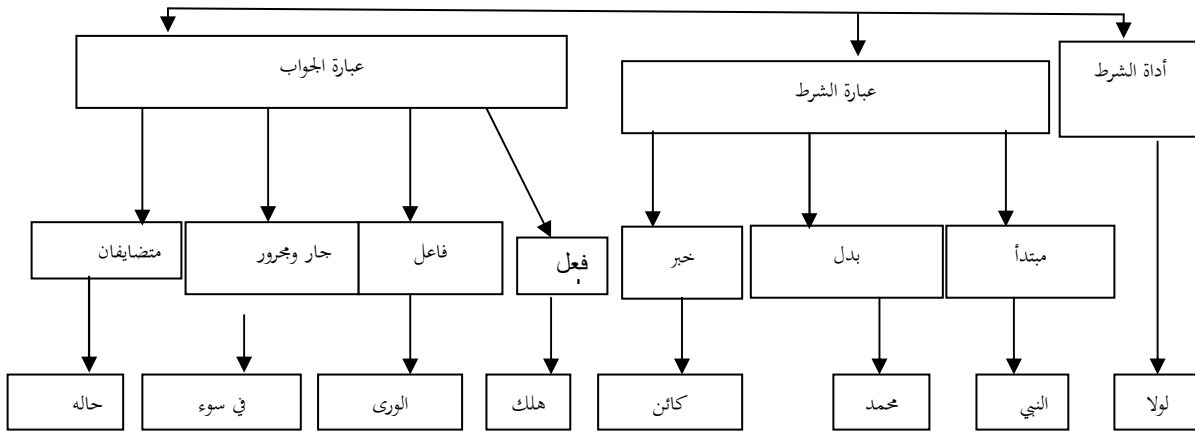 أداة الشرط
عبارة الشرط
عبارة الجواب
مبتدأ
بدل
خبر
فعل
فاعل
جار ومجرور
متضايفان
لولا
النبي
محمد
كائن
هلك
الورى
في سوء
حاله